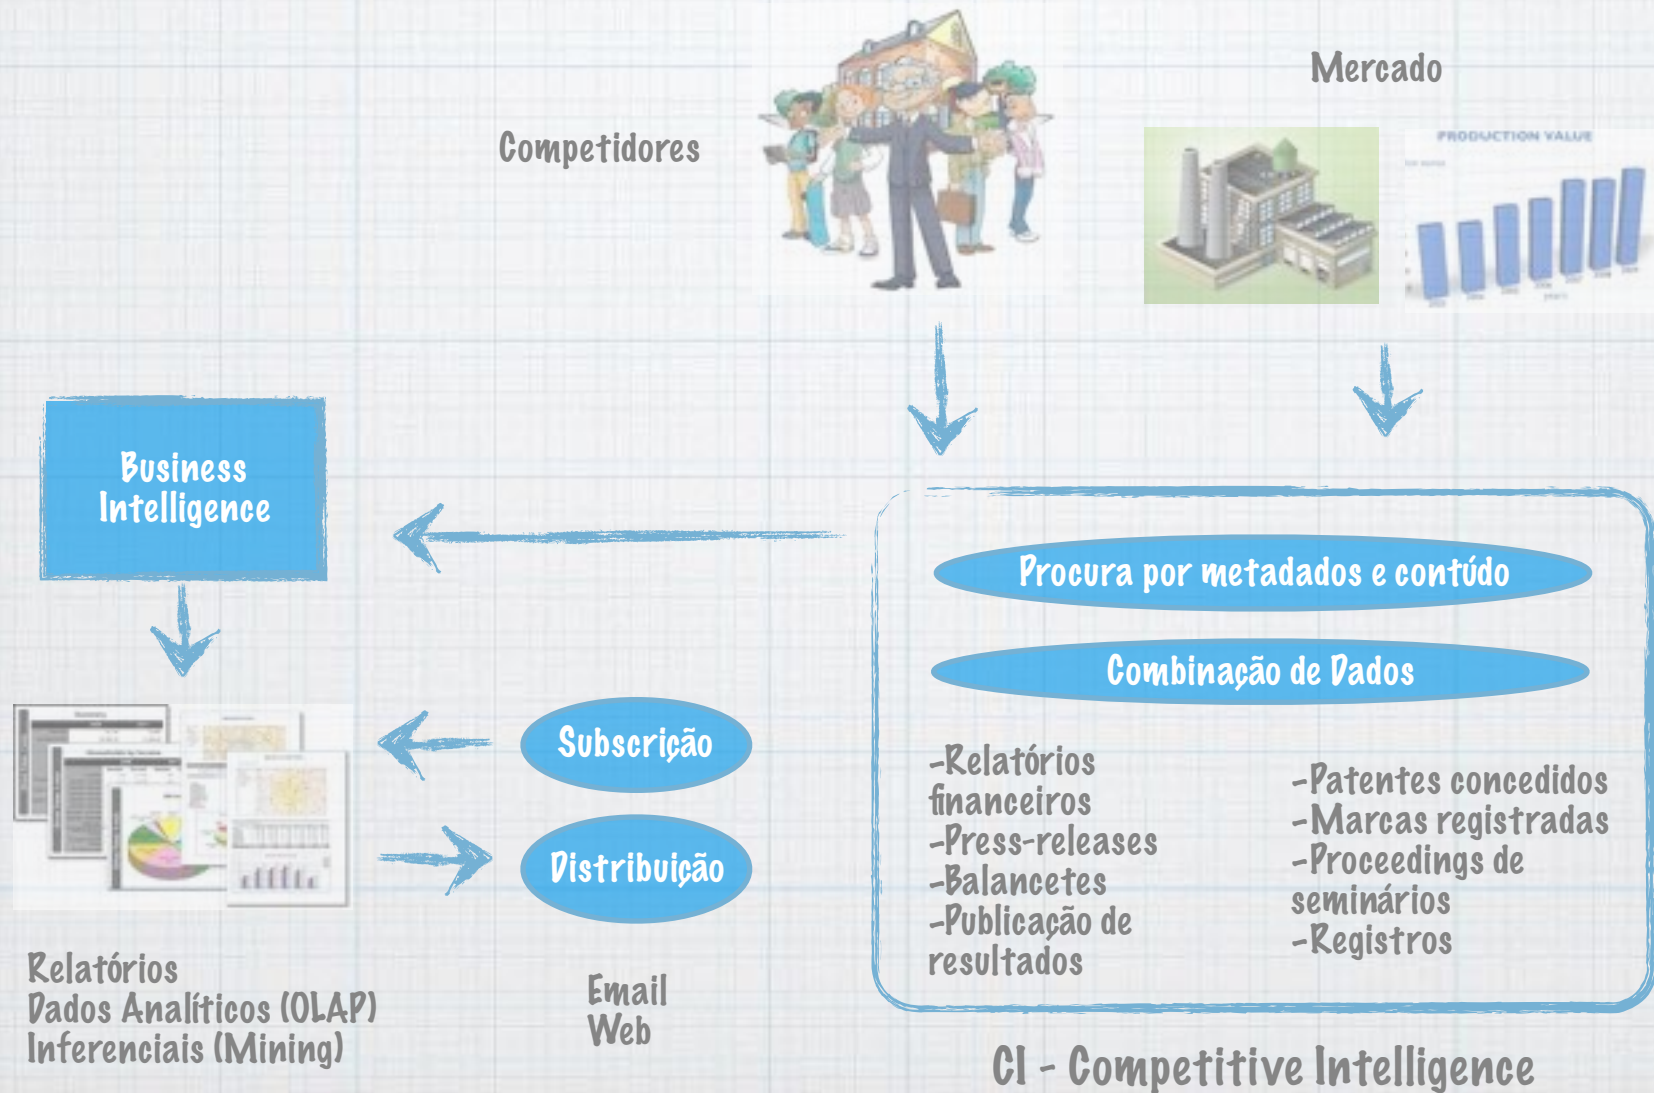 Competidores
Mercado
PRODUCTION VALUE
Business
Intelligence
Procura por metadados e contúdo
Combinação de Dados
-Relatórios
financeiros
-Press-releases
-Balancetes
-Publicação de
resultados
-Patentes concedidos
-Marcas registradas
-Proceedings de
seminários
-Registros
Subscrição
Distribuição
Relatórios
Dados Analíticos (OLAP)
Inferenciais (Mining)
Email
Web
CI - Competitive Intelligence